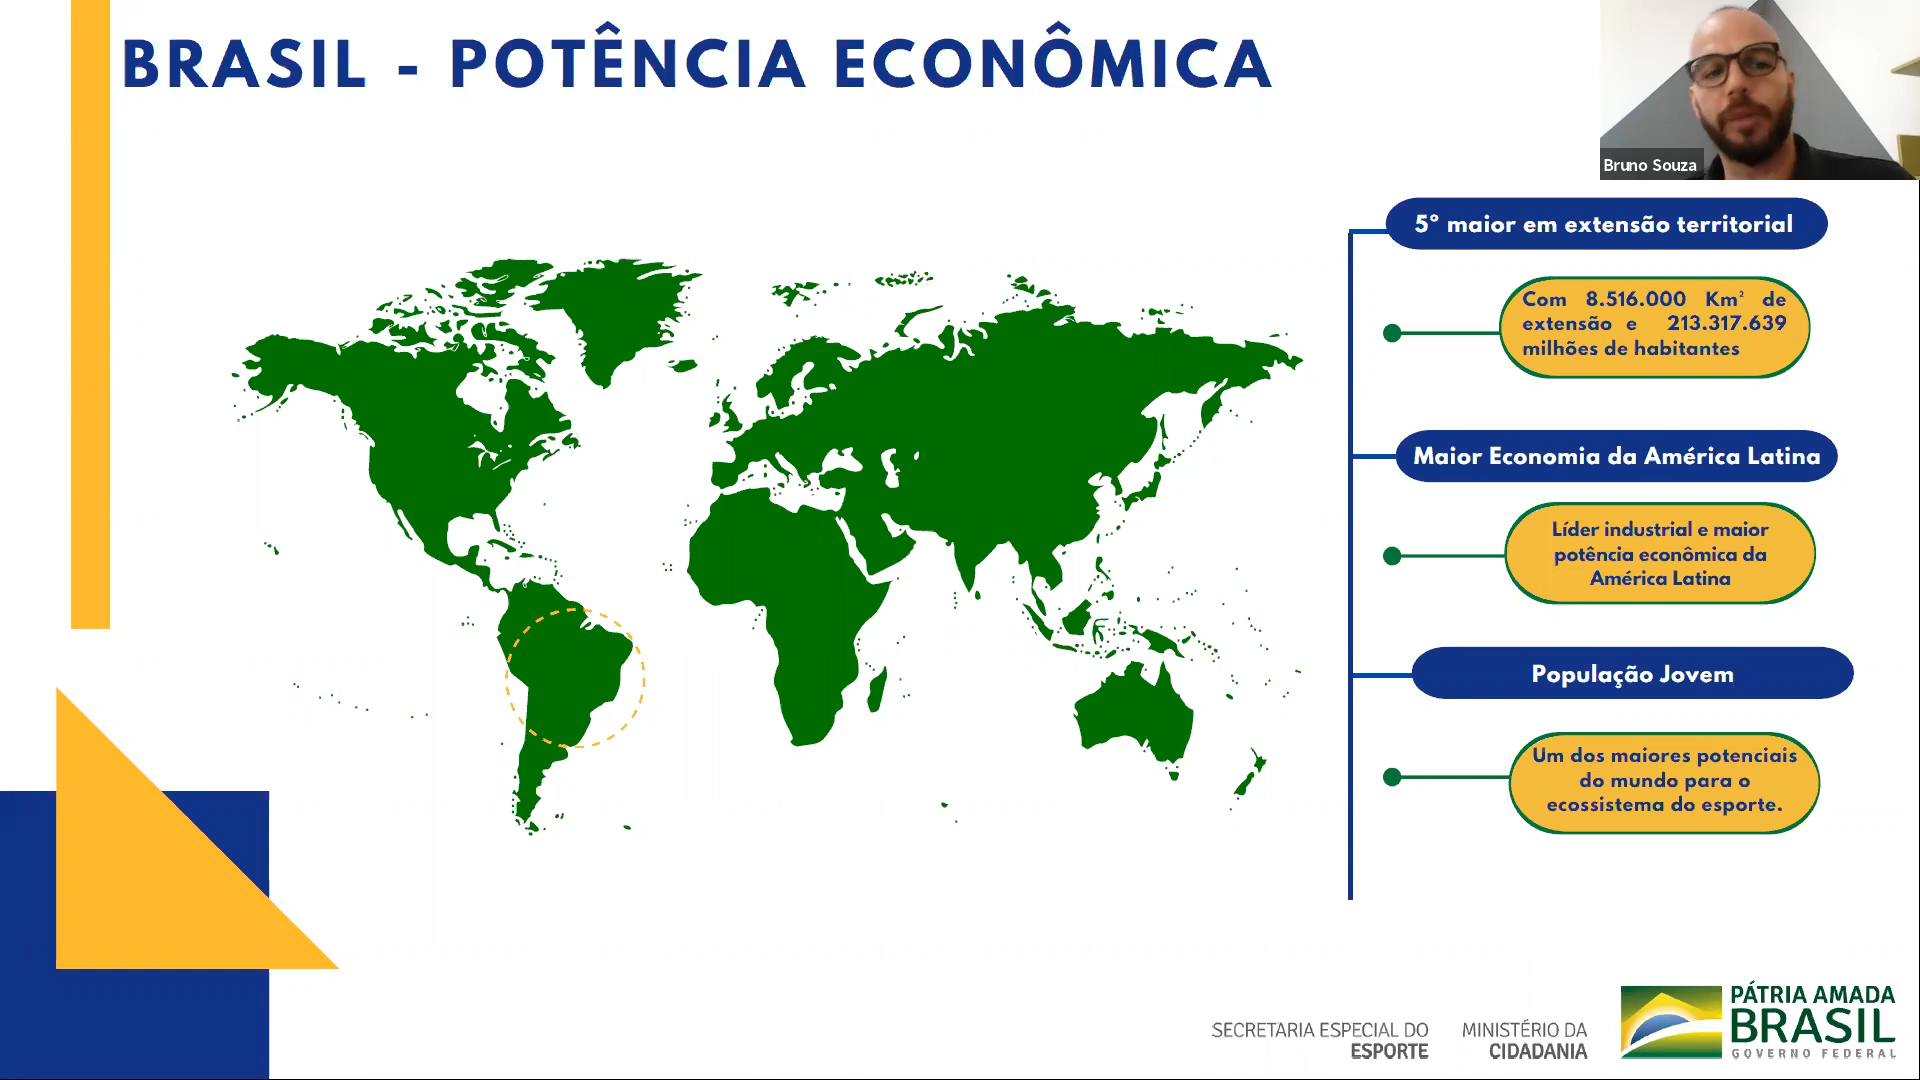 BRASIL - POTÊNCIA ECONÔMICA
Bruno Souza
5º maior em extensão territorial
Com 8.516.000 Km² de
extensão e 213.317.639
milhões de habitantes
Maior Economia da América Latina
Líder industrial e maior
potência econômica da
América Latina
População Jovem
Um dos maiores potenciais
do mundo para o
ecossistema do esporte.
SECRETARIA ESPECIAL DO
ESPORTE
MINISTÉRIO DA
CIDADANIA
PÁTRIA AMADA
BRASIL
GOVERNO FEDERAL